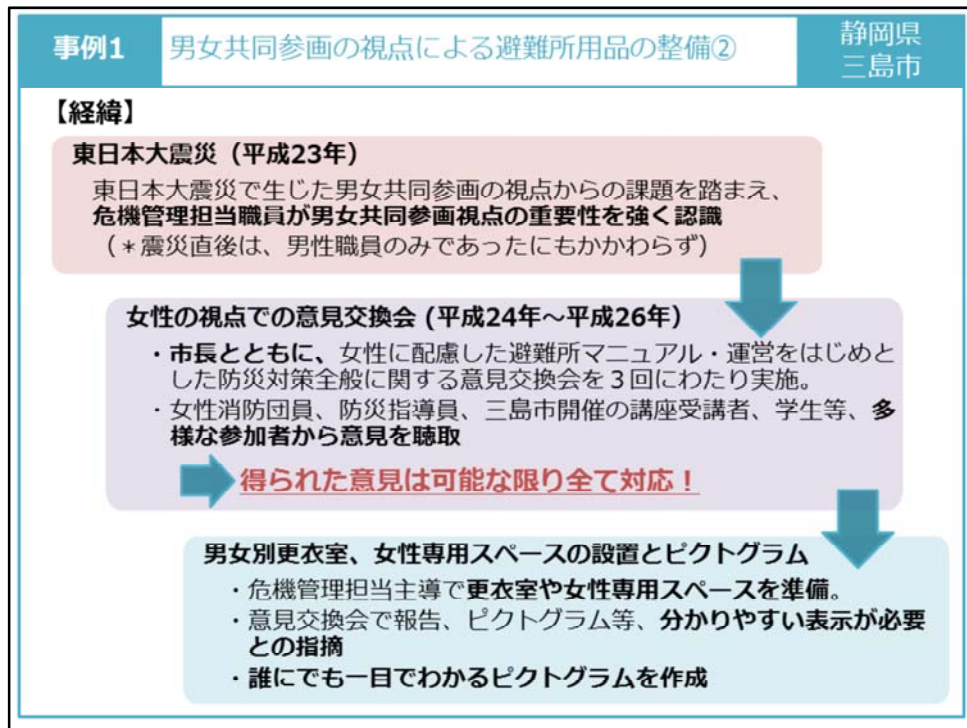 事例1
男女共同参画の視点による避難所用品の整備②
静岡県
三島市
【経緯】
東日本大震災（平成23年）
東日本大震災で生じた男女共同参画の視点からの課題を踏まえ、
危機管理担当職員が男女共同参画視点の重要性を強く認識
（＊震災直後は、男性職員のみであったにもかかわらず）
女性の視点での意見交換会 (平成24年～平成26年）
・市長とともに、女性に配慮した避難所マニュアル・運営をはじめと
した防災対策全般に関する意見交換会を３回にわたり実施。
・女性消防団員、防災指導員、三島市開催の講座受講者、学生等、多
様な参加者から意見を聴取
得られた意見は可能な限り全て対応！
男女別更衣室、女性専用スペースの設置とピクトグラム
・危機管理担当主導で更衣室や女性専用スペースを準備。
・意見交換会で報告、ピクトグラム等、分かりやすい表示が必要
との指摘
・誰にでも一目でわかるピクトグラムを作成